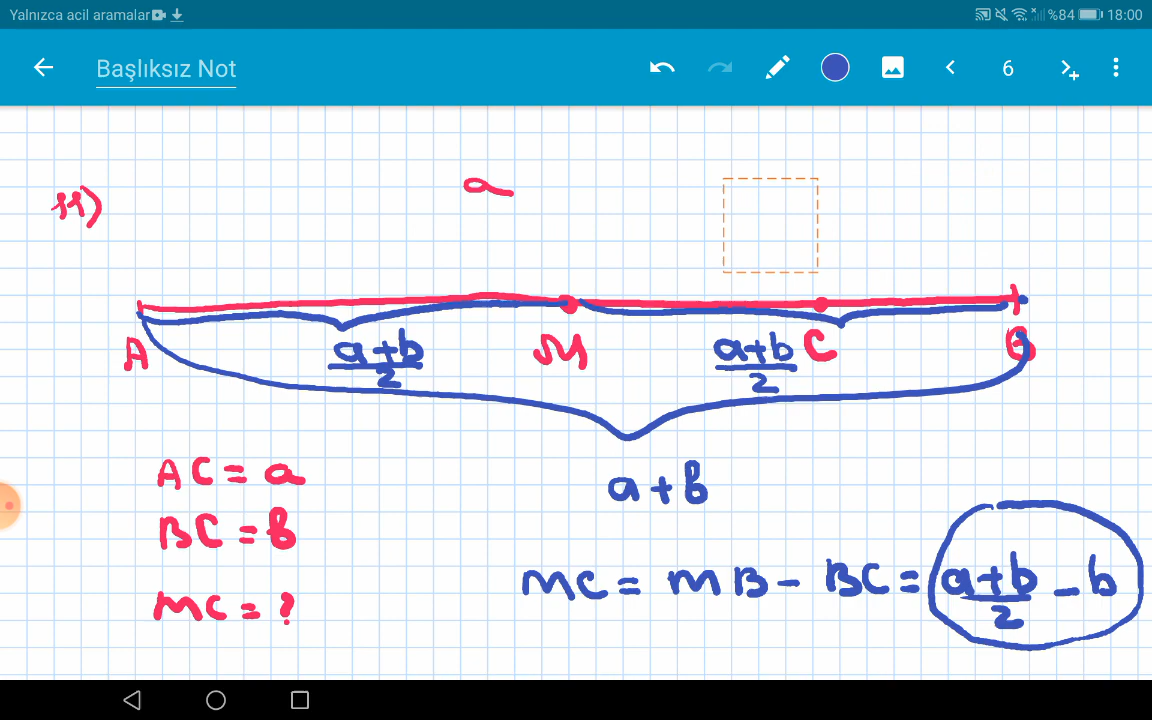 Yalnızca acil aramalar %84 18:00
Başlıksız Not 6
11)
a
A M C B
a+b/2 a+b/2
a+b
AC = a
BC = b
MC = ?
MC = MB - BC = a+b/2 - b